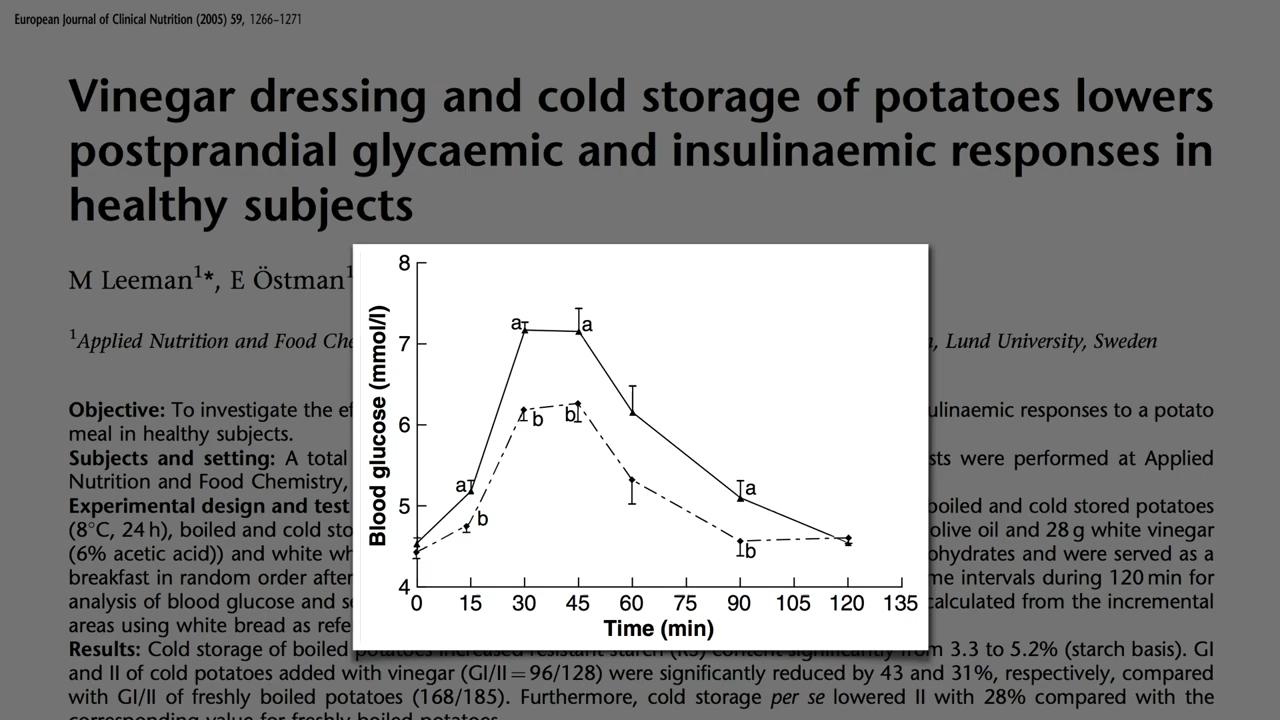 European Journal of Clinical Nutrition (2005) 59, 1266–1271
Vinegar dressing and cold storage of potatoes lowers
postprandial glycaemic and insulinaemic responses in
healthy subjects
M Leeman1*, E Östman1
1Applied Nutrition and Food Che , Lund University, Sweden
Objective: To investigate the ef ulinaemic responses to a potato
meal in healthy subjects.
Subjects and setting: A total sts were performed at Applied
Nutrition and Food Chemistry,
Experimental design and test boiled and cold stored potatoes
(8°C, 24 h), boiled and cold sto olive oil and 28 g white vinegar
(6% acetic acid)) and white wh ohydrates and were served as a
breakfast in random order after me intervals during 120 min for
analysis of blood glucose and se calculated from the incremental
areas using white bread as refe
Results: Cold storage of boiled potatoes increased resistant starch (RS) content significantly from 3.3 to 5.2% (starch basis). GI
and II of cold potatoes added with vinegar (GI/II = 96/128) were significantly reduced by 43 and 31%, respectively, compared
with GI/II of freshly boiled potatoes (168/185). Furthermore, cold storage per se lowered II with 28% compared with the
corresponding value for freshly boiled potatoes.
Blood glucose (mmol/l)
8
7
6
5
4
a
a
a
a
b
b
b
b
0 15 30 45 60 75 90 105 120 135
Time (min)